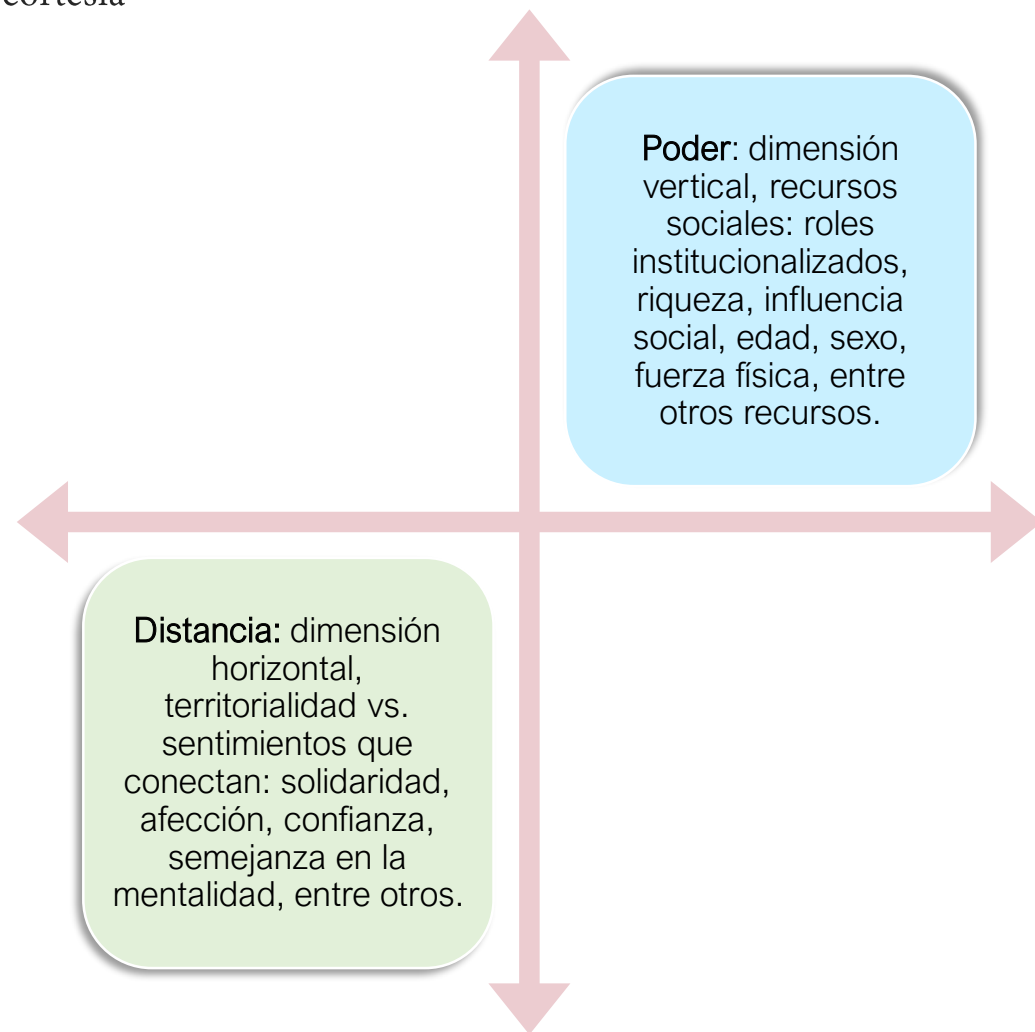 cortesía
Poder: dimensión
vertical, recursos
sociales: roles
institucionalizados,
riqueza, influencia
social, edad, sexo,
fuerza física, entre
otros recursos.
Distancia: dimensión
horizontal,
territorialidad vs.
sentimientos que
conectan: solidaridad,
afección, confianza,
semejanza en la
mentalidad, entre otros.